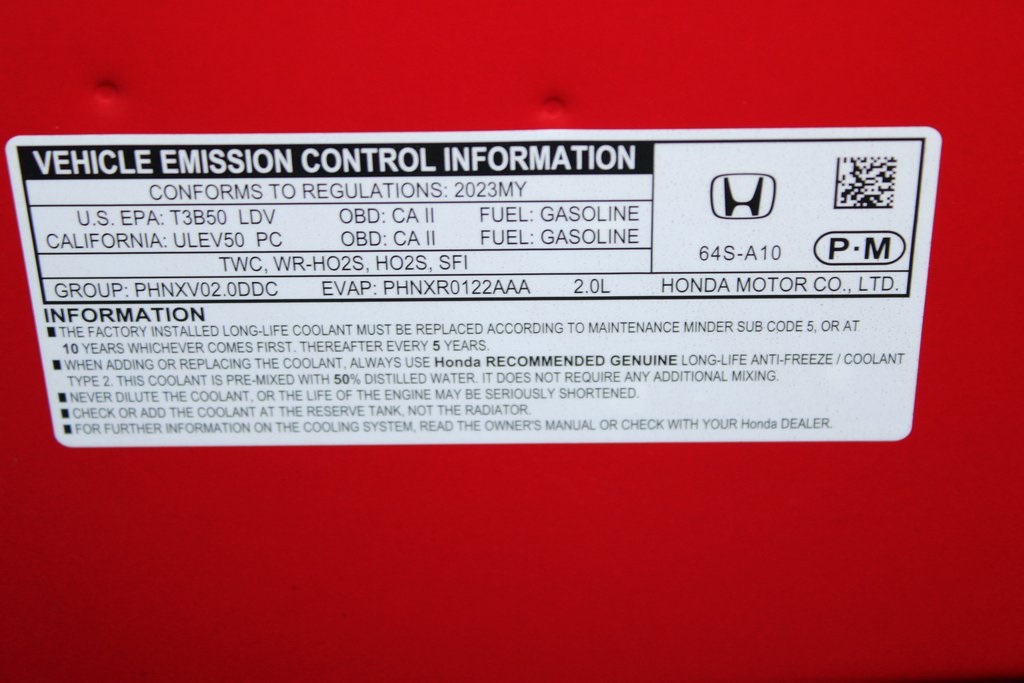 VEHICLE EMISSION CONTROL INFORMATION
CONFORMS TO REGULATIONS: 2023MY
U.S. EPA: T3B50 LDV OBD: CA II FUEL: GASOLINE
CALIFORNIA: ULEV50 PC OBD: CA II FUEL: GASOLINE
TWC, WR-HO2S, HO2S, SFI
64S-A10 P·M
GROUP: PHNXV02.0DDC EVAP: PHNXR0122AAA 2.0L HONDA MOTOR CO., LTD.
INFORMATION
■ THE FACTORY INSTALLED LONG-LIFE COOLANT MUST BE REPLACED ACCORDING TO MAINTENANCE MINDER SUB CODE 5, OR AT
10 YEARS WHICHEVER COMES FIRST. THEREAFTER EVERY 5 YEARS.
■ WHEN ADDING OR REPLACING THE COOLANT, ALWAYS USE Honda RECOMMENDED GENUINE LONG-LIFE ANTI-FREEZE / COOLANT
TYPE 2. THIS COOLANT IS PRE-MIXED WITH 50% DISTILLED WATER. IT DOES NOT REQUIRE ANY ADDITIONAL MIXING.
■ NEVER DILUTE THE COOLANT, OR THE LIFE OF THE ENGINE MAY BE SERIOUSLY SHORTENED.
■ CHECK OR ADD THE COOLANT AT THE RESERVE TANK, NOT THE RADIATOR.
■ FOR FURTHER INFORMATION ON THE COOLING SYSTEM, READ THE OWNER'S MANUAL OR CHECK WITH YOUR Honda DEALER.